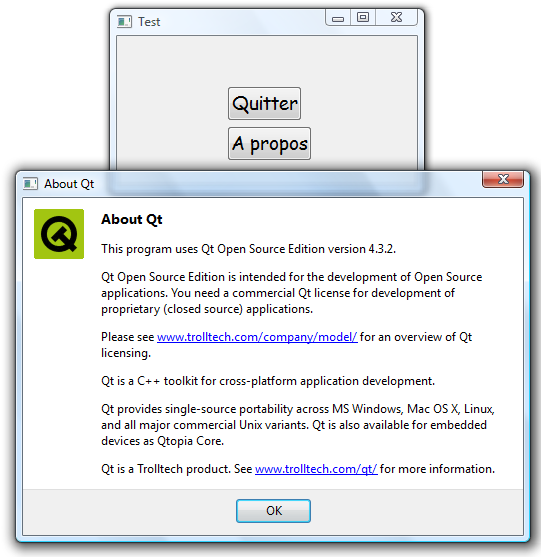 Test
Quitter
A propos
About Qt
About Qt
This program uses Qt Open Source Edition version 4.3.2.
Qt Open Source Edition is intended for the development of Open Source
applications. You need a commercial Qt license for development of
proprietary (closed source) applications.
Please see www.trolltech.com/company/model/ for an overview of Qt
licensing.
Qt is a C++ toolkit for cross-platform application development.
Qt provides single-source portability across MS Windows, Mac OS X, Linux,
and all major commercial Unix variants. Qt is also available for embedded
devices as Qtopia Core.
Qt is a Trolltech product. See www.trolltech.com/qt/ for more information.
OK